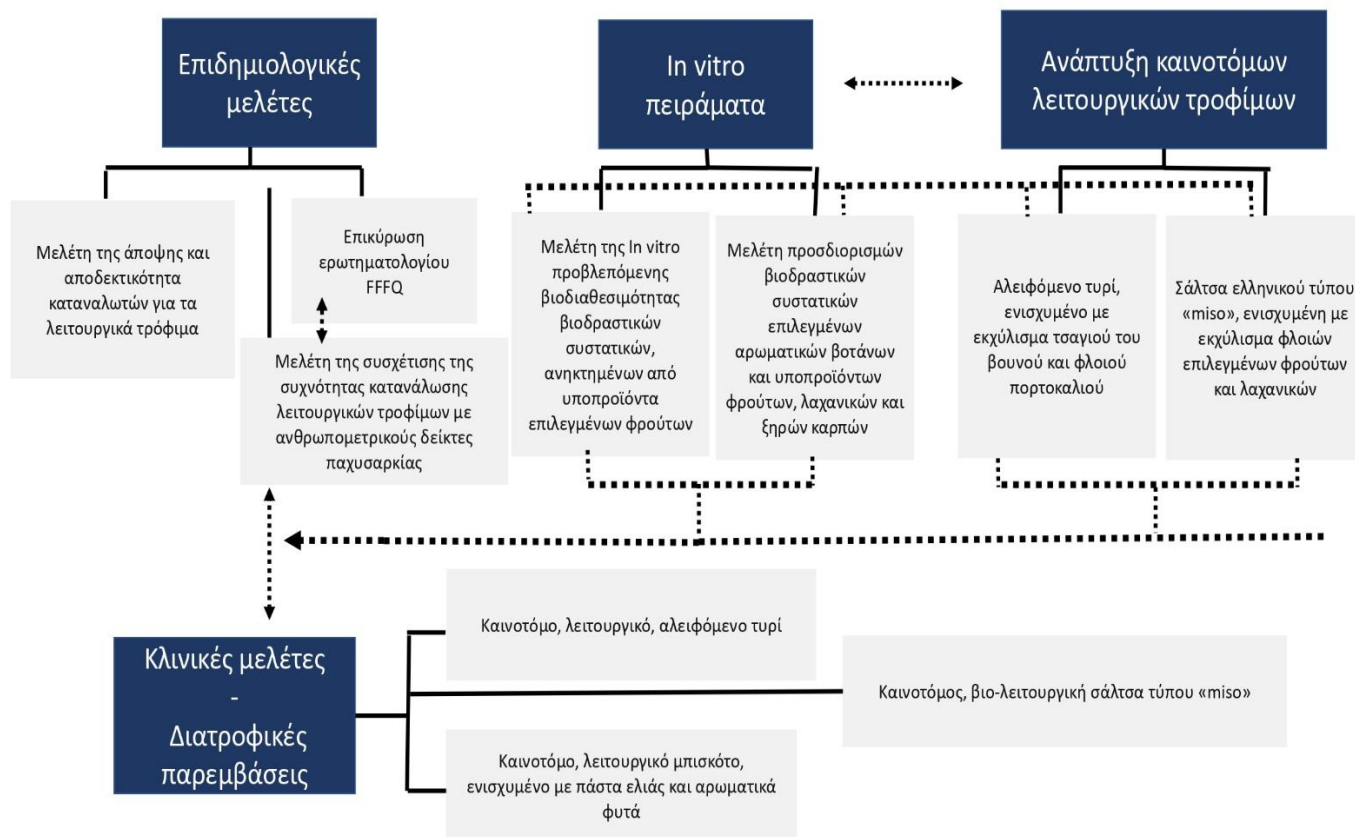 Επιδημιολογικές
μελέτες
In vitro
πειράματα
Ανάπτυξη καινοτόμων
λειτουργικών τροφίμων
Μελέτη της άποψης και
αποδεκτικότητα
καταναλωτών για τα
λειτουργικά τρόφιμα
Επικύρωση
ερωτηματολογίου
FFFQ
Μελέτη της συσχέτισης της
συχνότητας κατανάλωσης
λειτουργικών τροφίμων με
ανθρωπομετρικούς δείκτες
παχυσαρκίας
Μελέτη της In vitro
προβλεπόμενης
βιοδιαθεσιμότητας
βιοδραστικών
συστατικών,
ανηκτημένων από
υποπροϊόντα
επιλεγμένων φρούτων
Μελέτη προσδιορισμών
βιοδραστικών
συστατικών
επιλεγμένων
αρωματικών βοτάνων
και υποπροϊόντων
φρούτων, λαχανικών και
ξηρών καρπών
Αλειφόμενο τυρί,
ενισχυμένο με
εκχύλισμα τσαγιού του
βουνού και φλοιού
πορτοκαλιού
Σάλτσα ελληνικού τύπου
«miso», ενισχυμένη με
εκχύλισμα φλοιών
επιλεγμένων φρούτων
και λαχανικών
Κλινικές μελέτες
-
Διατροφικές
παρεμβάσεις
Καινοτόμο, λειτουργικό, αλειφόμενο τυρί
Καινοτόμος, βιο-λειτουργική σάλτσα τύπου «miso»
Καινοτόμο, λειτουργικό μπισκότο,
ενισχυμένο με πάστα ελιάς και αρωματικά
φυτά